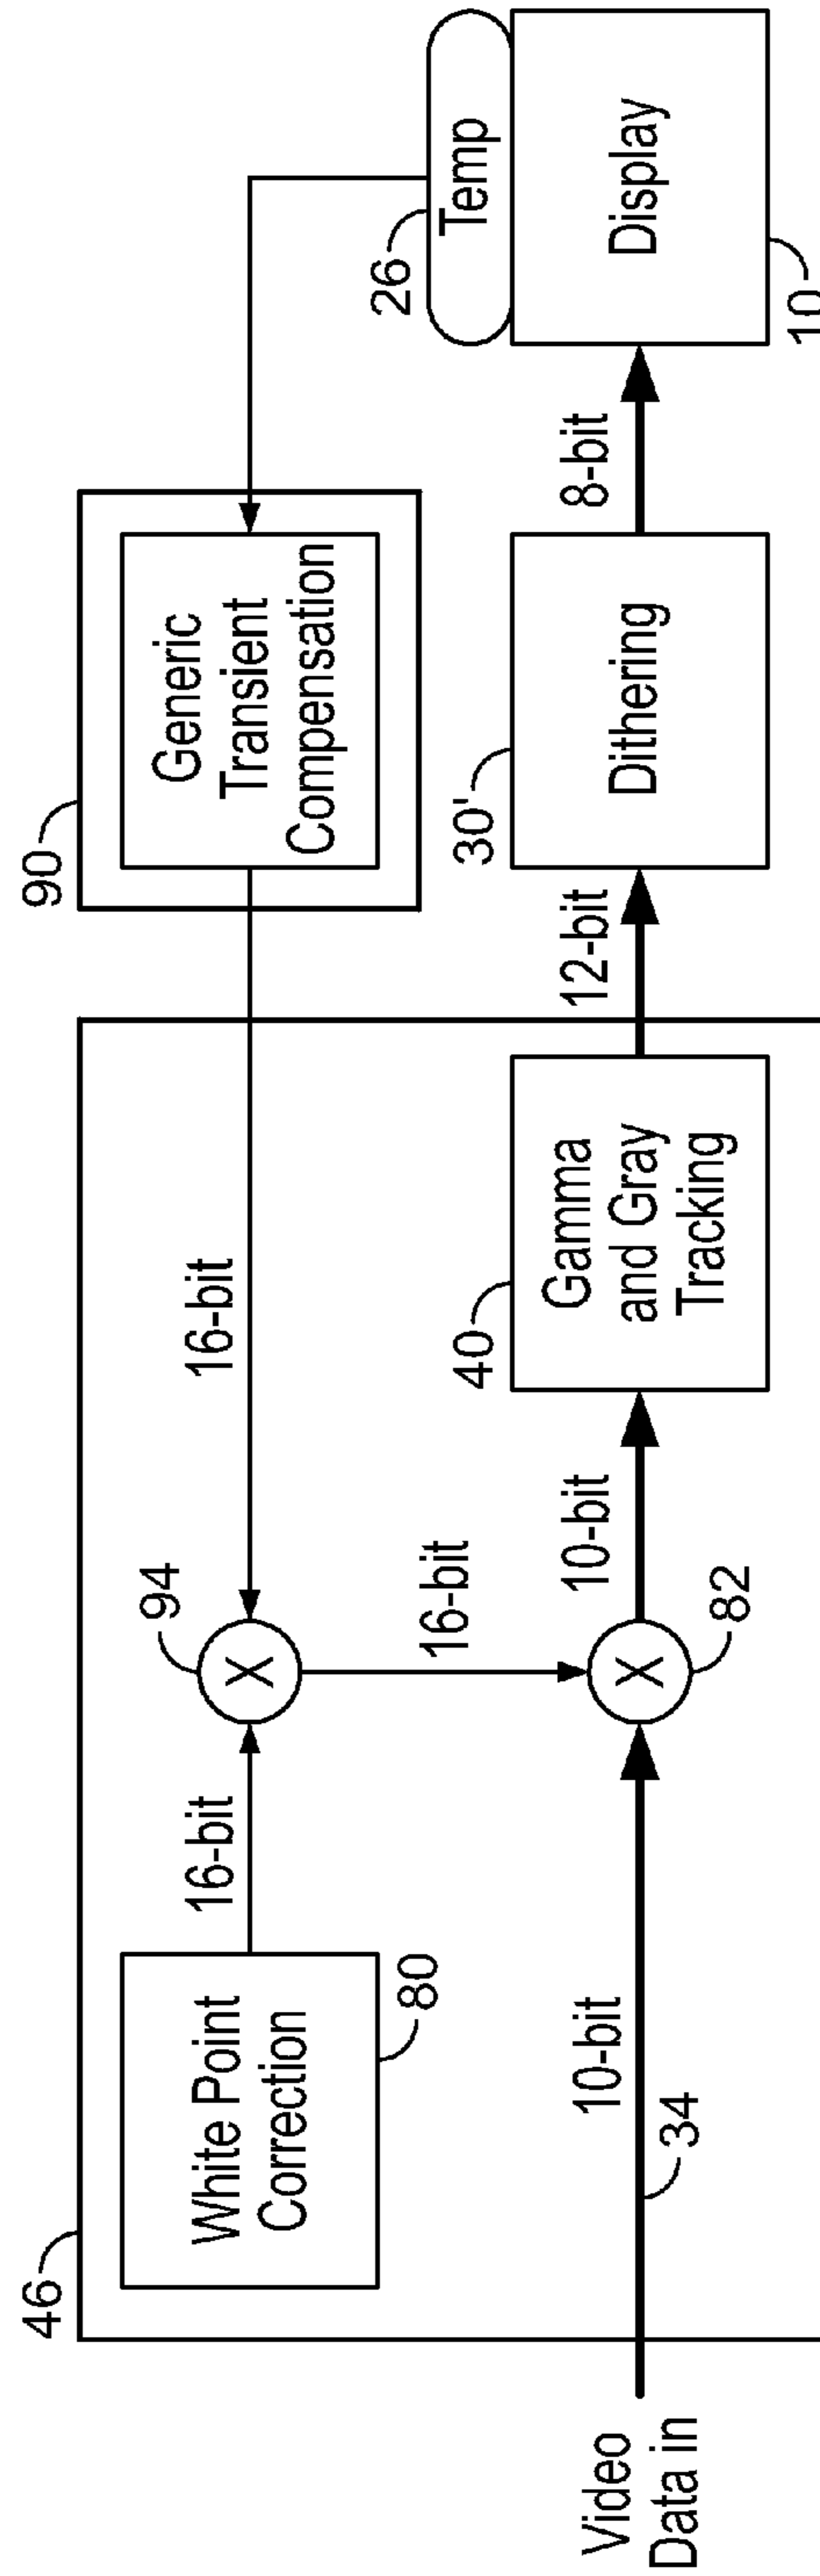 46
White Point
Correction
80
16-bit
94
X
16-bit
90
Generic
Transient
Compensation
26
Temp
16-bit
Video
Data in
10-bit
34
X
82
10-bit
40
Gamma
and Gray
Tracking
12-bit
30'
Dithering
8-bit
Display
10